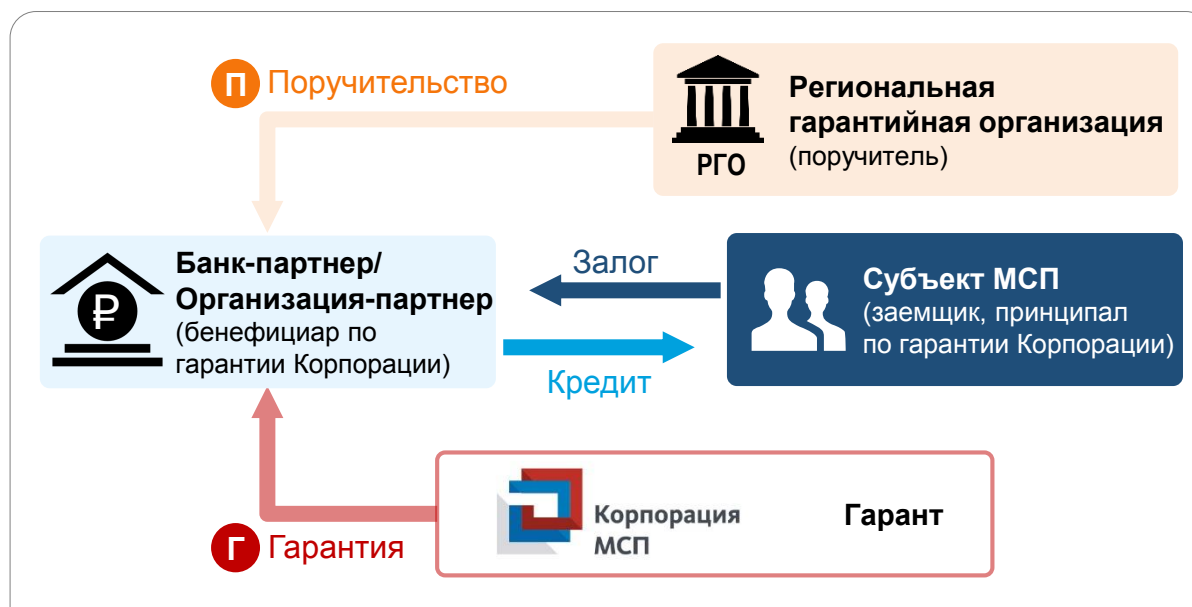 П Поручительство
Региональная
гарантийная организация
(поручитель)
РГО
Банк-партнер/
Организация-партнер
(бенефициар по
гарантии Корпорации)
₽
Залог
Кредит
Субъект МСП
(заемщик, принципал
по гарантии Корпорации)
Корпорация
МСП
Гарант
Г Гарантия